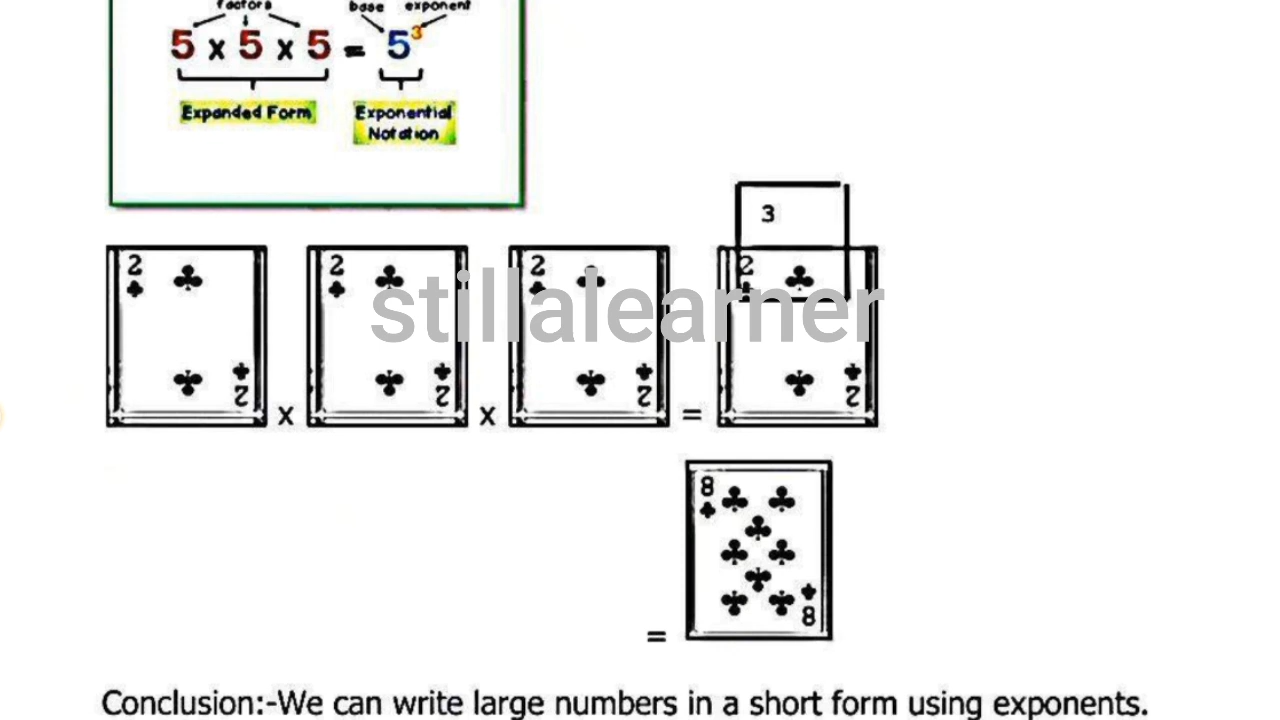 factors base exponent
5 x 5 x 5 = 5³
Expanded Form Exponential
Notation
3
2 2 2 2
stillalearner
2 x 2 x 2 = 2
8
= 8
Conclusion:-We can write large numbers in a short form using exponents.